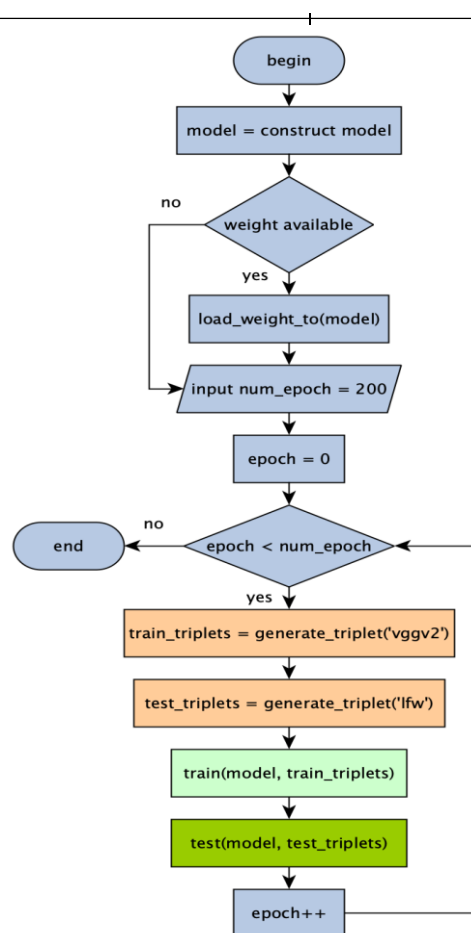 begin
model = construct model
no
weight available
yes
load_weight_to(model)
input num_epoch = 200
epoch = 0
no
end
epoch < num_epoch
yes
train_triplets = generate_triplet('vggv2')
test_triplets = generate_triplet('lfw')
train(model, train_triplets)
test(model, test_triplets)
epoch++